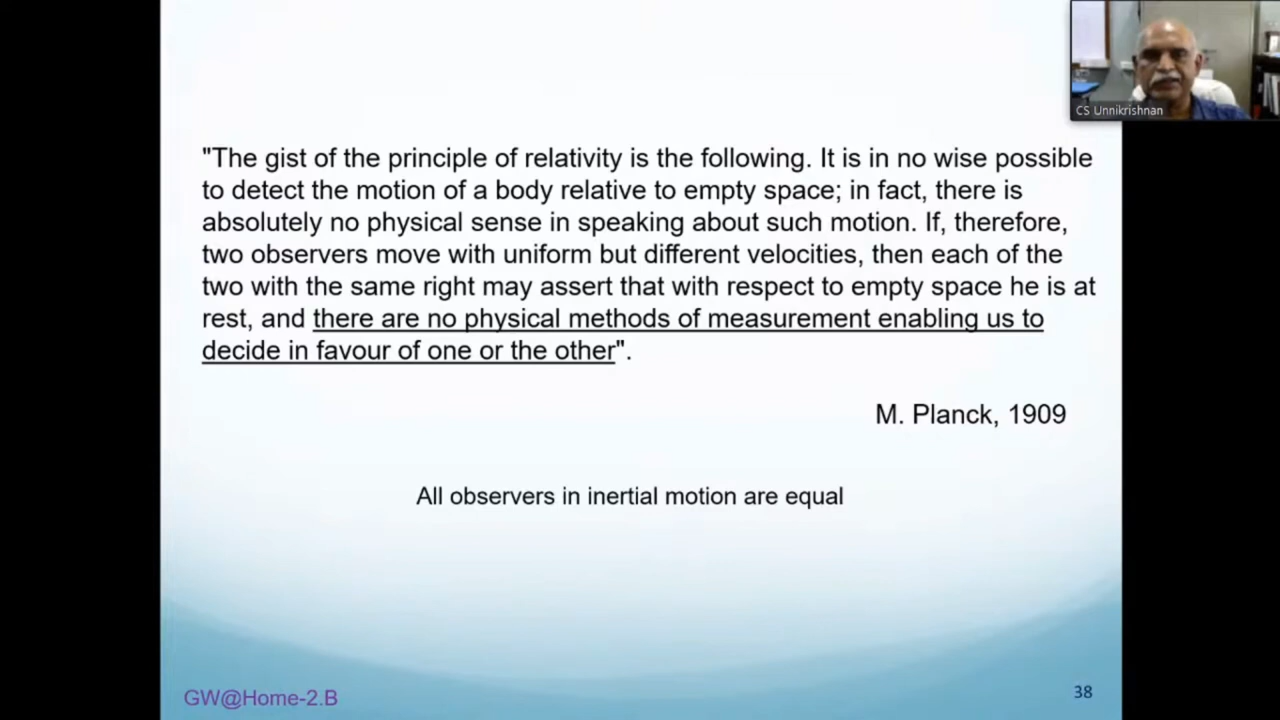 CS Unnikrishnan
"The gist of the principle of relativity is the following. It is in no wise possible
to detect the motion of a body relative to empty space; in fact, there is
absolutely no physical sense in speaking about such motion. If, therefore,
two observers move with uniform but different velocities, then each of the
two with the same right may assert that with respect to empty space he is at
rest, and there are no physical methods of measurement enabling us to
decide in favour of one or the other".
M. Planck, 1909
All observers in inertial motion are equal
GW@Home-2.B
38